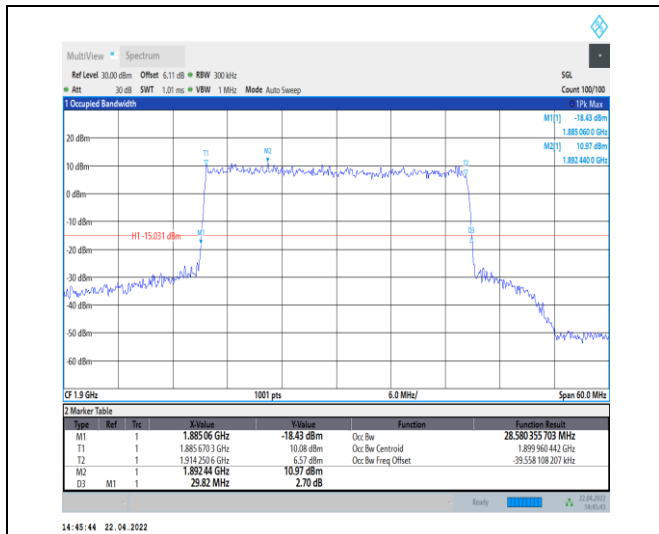 MultiView Spectrum
Ref Level 30.00 dBm Offset 6.11 dB RBW 300 kHz SGL
Att 30 dB SWT 1.01 ms VBW 1 MHz Mode Auto Sweep Count 100/100
1 Occupied Bandwidth 1Pk Max
M1[1] -18.43 dBm
1.885 060 0 GHz
20 dBm M2[1] 10.97 dBm
T1 M2 T2 1.892 440 0 GHz
10 dBm
0 dBm
-10 dBm
H1 -15.031 dBm M1 D3
-20 dBm
-30 dBm
-40 dBm
-50 dBm
-60 dBm
CF 1.9 GHz 1001 pts 6.0 MHz/ Span 60.0 MHz
2 Marker Table
Type Ref Trc X-Value Y-Value Function Function Result
M1 1 1.885 06 GHz -18.43 dBm Occ Bw 28.580 355 703 MHz
T1 1 1.885 670 3 GHz 10.08 dBm Occ Bw Centroid 1.899 960 442 GHz
T2 1 1.914 250 6 GHz 6.57 dBm Occ Bw Freq Offset -39.558 108 207 kHz
M2 1 1.892 44 GHz 10.97 dBm
D3 M1 1 29.82 MHz 2.70 dB
Ready 22.04.2022
14:45:43
14:45:44 22.04.2022